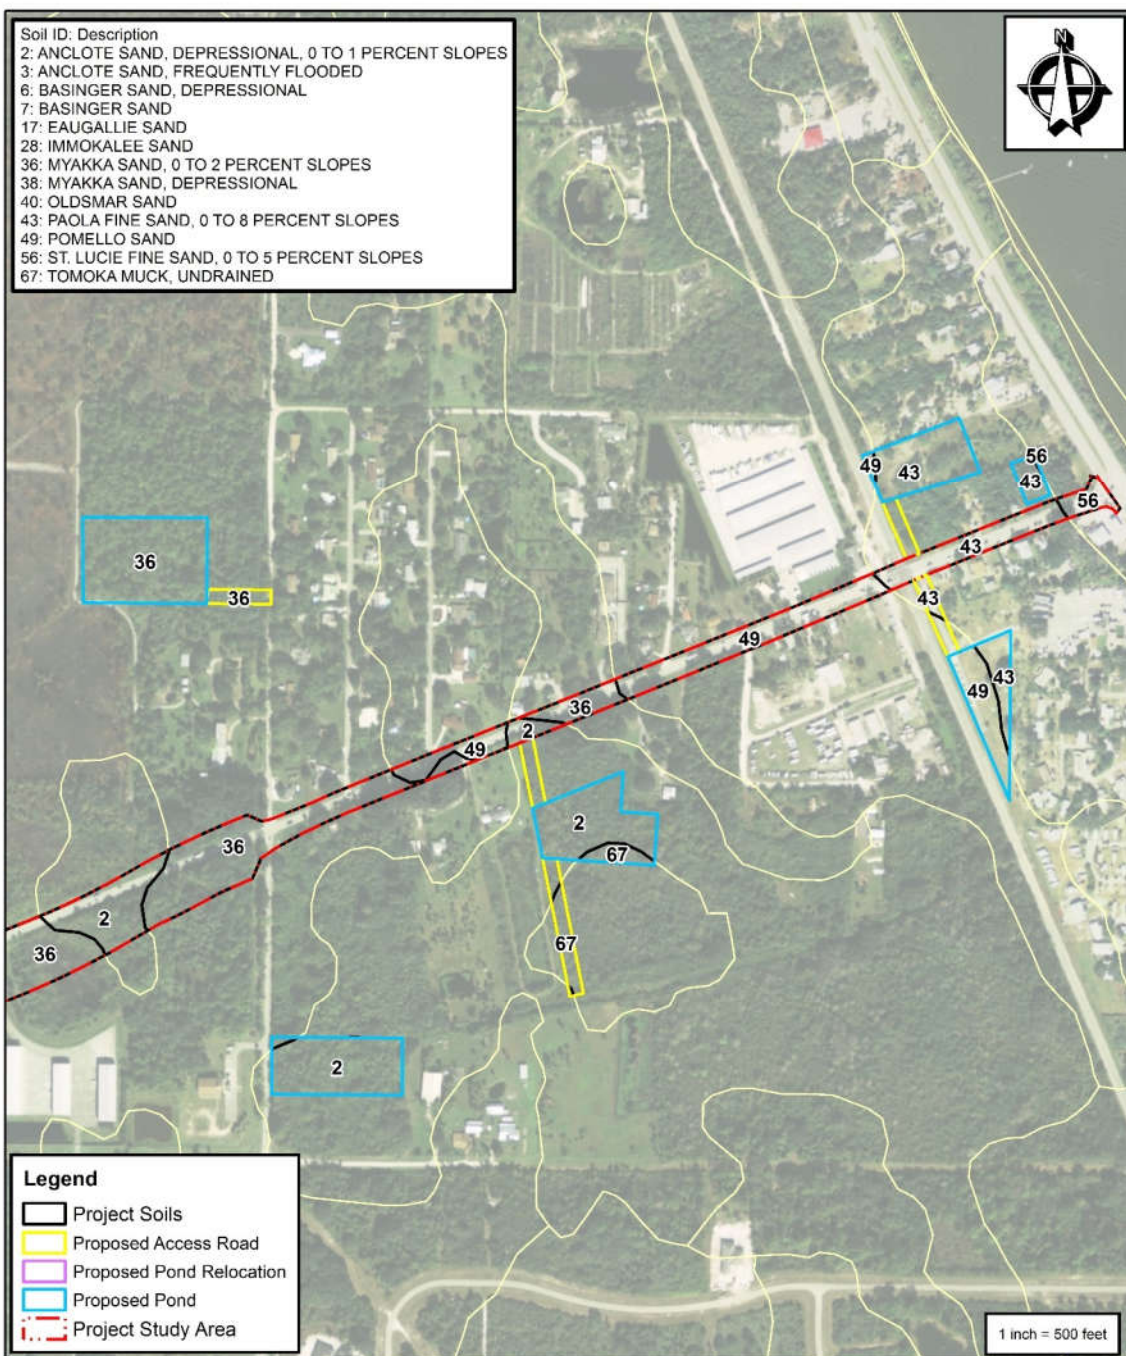 Soil ID: Description
2: ANCLOTE SAND, DEPRESSIONAL, 0 TO 1 PERCENT SLOPES
3: ANCLOTE SAND, FREQUENTLY FLOODED
6: BASINGER SAND, DEPRESSIONAL
7: BASINGER SAND
17: EAUGALLIE SAND
28: IMMOKALEE SAND
36: MYAKKA SAND, 0 TO 2 PERCENT SLOPES
38: MYAKKA SAND, DEPRESSIONAL
40: OLDSMAR SAND
43: PAOLA FINE SAND, 0 TO 8 PERCENT SLOPES
49: POMELLO SAND
56: ST. LUCIE FINE SAND, 0 TO 5 PERCENT SLOPES
67: TOMOKA MUCK, UNDRAINED
N
49
43
56
43
56
43
36
36
43
49
49
43
36
2
49
2
36
67
2
67
36
2
Legend
Project Soils
Proposed Access Road
Proposed Pond Relocation
Proposed Pond
Project Study Area
1 inch = 500 feet